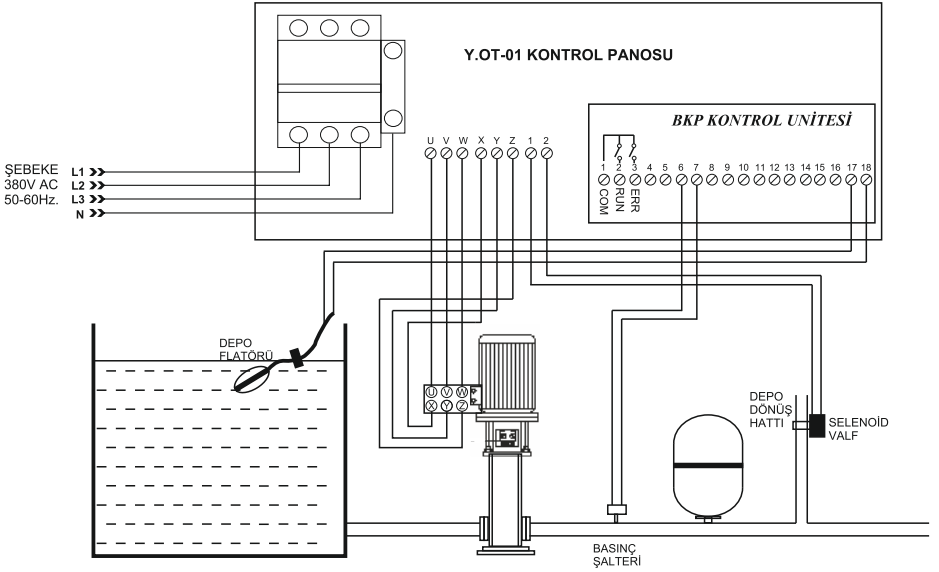 Y.OT-01 KONTROL PANOSU
BKP KONTROL UNİTESİ
U V W X Y Z 1 2
1 2 3 4 5 6 7 8 9 10 11 12 13 14 15 16 17 18
COM
RUN
ERR
ŞEBEKE L1
380V AC L2
50-60Hz. L3
N
DEPO
FLATÖRÜ
U V W
X Y Z
DEPO
DÖNÜŞ
HATTI
SELENOİD
VALF
BASINÇ
ŞALTERİ